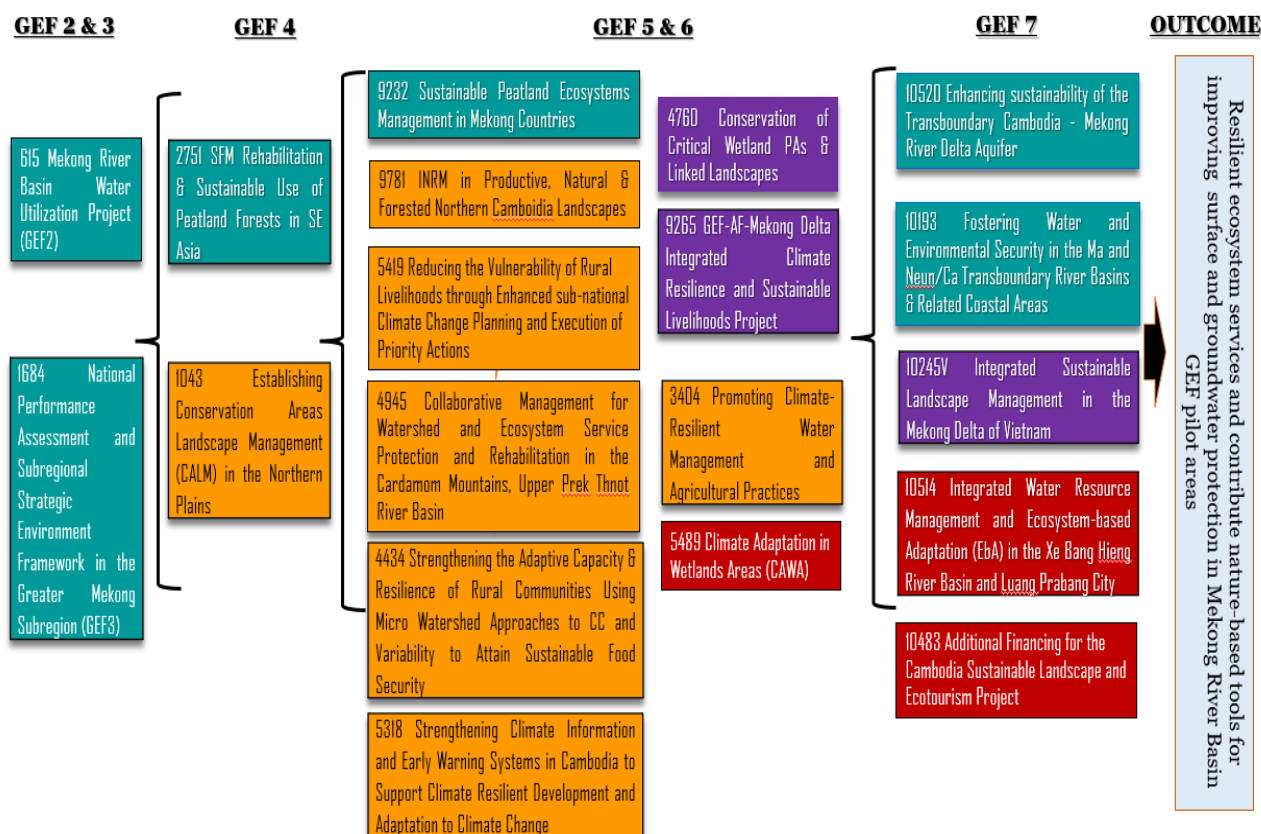 GEF 2 & 3
GEF 4
GEF 5 & 6
GEF 7
OUTCOME
615 Mekong River
Basin Water
Utilization Project
(GEF2)
1684 National
Performance
Assessment and
Subregional
Strategic
Environment
Framework in the
Greater Mekong
Subregion (GEF3)
2751 SFM Rehabilitation
& Sustainable Use of
Peatland Forests in SE
Asia
1043 Establishing
Conservation Areas
Landscape Management
(CALM) in the Northern
Plains
9232 Sustainable Peatland Ecosystems
Management in Mekong Countries
9781 INRM in Productive, Natural &
Forested Northern Camboidia Landscapes
5419 Reducing the Vulnerability of Rural
Livelihoods through Enhanced sub-national
Climate Change Planning and Execution of
Priority Actions
4945 Collaborative Management for
Watershed and Ecosystem Service
Protection and Rehabilitation in the
Cardamom Mountains, Upper Prek Thnot
River Basin
4434 Strengthening the Adaptive Capacity &
Resilience of Rural Communities Using
Micro Watershed Approaches to CC and
Variability to Attain Sustainable Food
Security
5318 Strengthening Climate Information
and Early Warning Systems in Cambodia to
Support Climate Resilient Development and
Adaptation to Climate Change
4760 Conservation of
Critical Wetland PAs &
Linked Landscapes
9265 GEF-AF-Mekong Delta
Integrated Climate
Resilience and Sustainable
Livelihoods Project
3404 Promoting Climate-
Resilient Water
Management and
Agricultural Practices
5489 Climate Adaptation in
Wetlands Areas (CAWA)
10520 Enhancing sustainability of the
Transboundary Cambodia - Mekong
River Delta Aquifer
10193 Fostering Water and
Environmental Security in the Ma and
Neun/Ca Transboundary River Basins
& Related Coastal Areas
10245V Integrated Sustainable
Landscape Management in the
Mekong Delta of Vietnam
10514 Integrated Water Resource
Management and Ecosystem-based
Adaptation (EbA) in the Xe Bang Hieng
River Basin and Luang Prabang City
10483 Additional Financing for the
Cambodia Sustainable Landscape and
Ecotourism Project
Resilient ecosystem services and contribute nature-based tools for
improving surface and groundwater protection in Mekong River Basin
GEF pilot areas